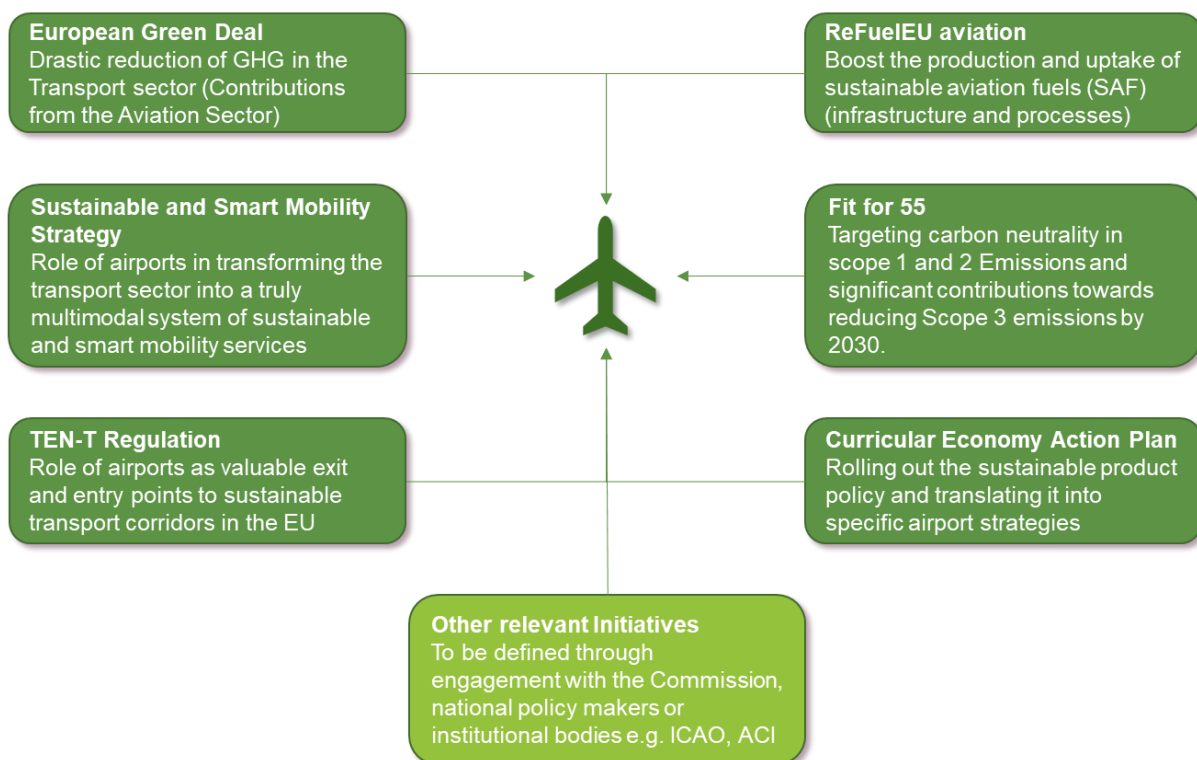 European Green Deal
Drastic reduction of GHG in the
Transport sector (Contributions
from the Aviation Sector)
ReFuelEU aviation
Boost the production and uptake of
sustainable aviation fuels (SAF)
(infrastructure and processes)
Sustainable and Smart Mobility
Strategy
Role of airports in transforming the
transport sector into a truly
multimodal system of sustainable
and smart mobility services
Fit for 55
Targeting carbon neutrality in
scope 1 and 2 Emissions and
significant contributions towards
reducing Scope 3 emissions by
2030.
TEN-T Regulation
Role of airports as valuable exit
and entry points to sustainable
transport corridors in the EU
Curricular Economy Action Plan
Rolling out the sustainable product
policy and translating it into
specific airport strategies
Other relevant Initiatives
To be defined through
engagement with the Commission,
national policy makers or
institutional bodies e.g. ICAO, ACI